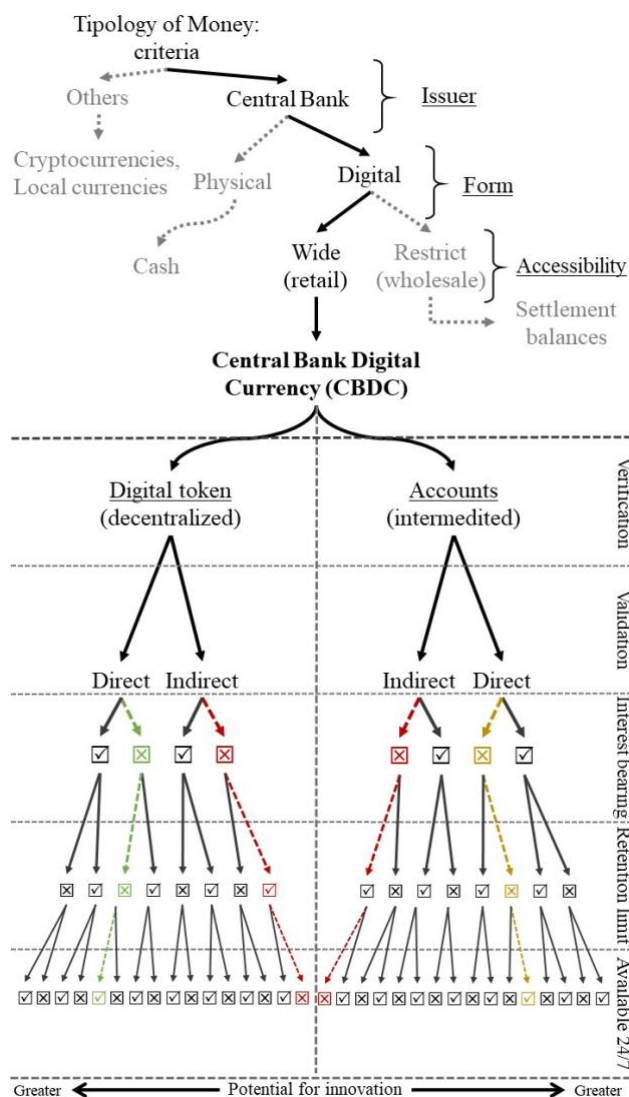 Tipology of Money:
criteria
Others
Central Bank
Issuer
Cryptocurrencies,
Local currencies
Physical
Digital
Form
Cash
Wide
(retail)
Restrict
(wholesale)
Accessibility
Settlement
balances
Central Bank Digital
Currency (CBDC)
Verification
Digital token
(decentralized)
Accounts
(intermedited)
Validation
Direct
Indirect
Indirect
Direct
Interest bearing
Retention limit
Available 24/7
Greater
Potential for innovation
Greater